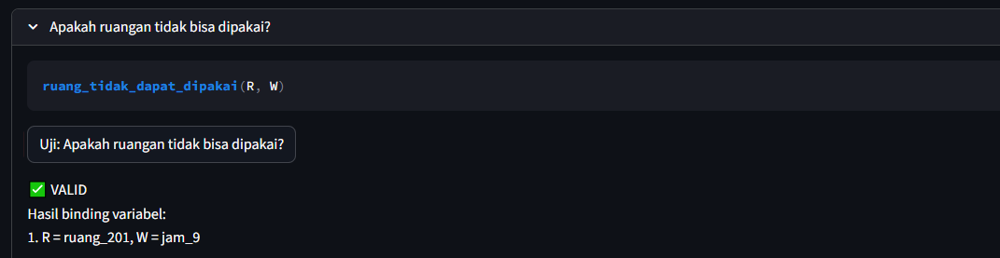 Apakah ruangan tidak bisa dipakai?
ruang_tidak_dapat_dipakai(R, W)
Uji: Apakah ruangan tidak bisa dipakai?
✅ VALID
Hasil binding variabel:
1. R = ruang_201, W = jam_9